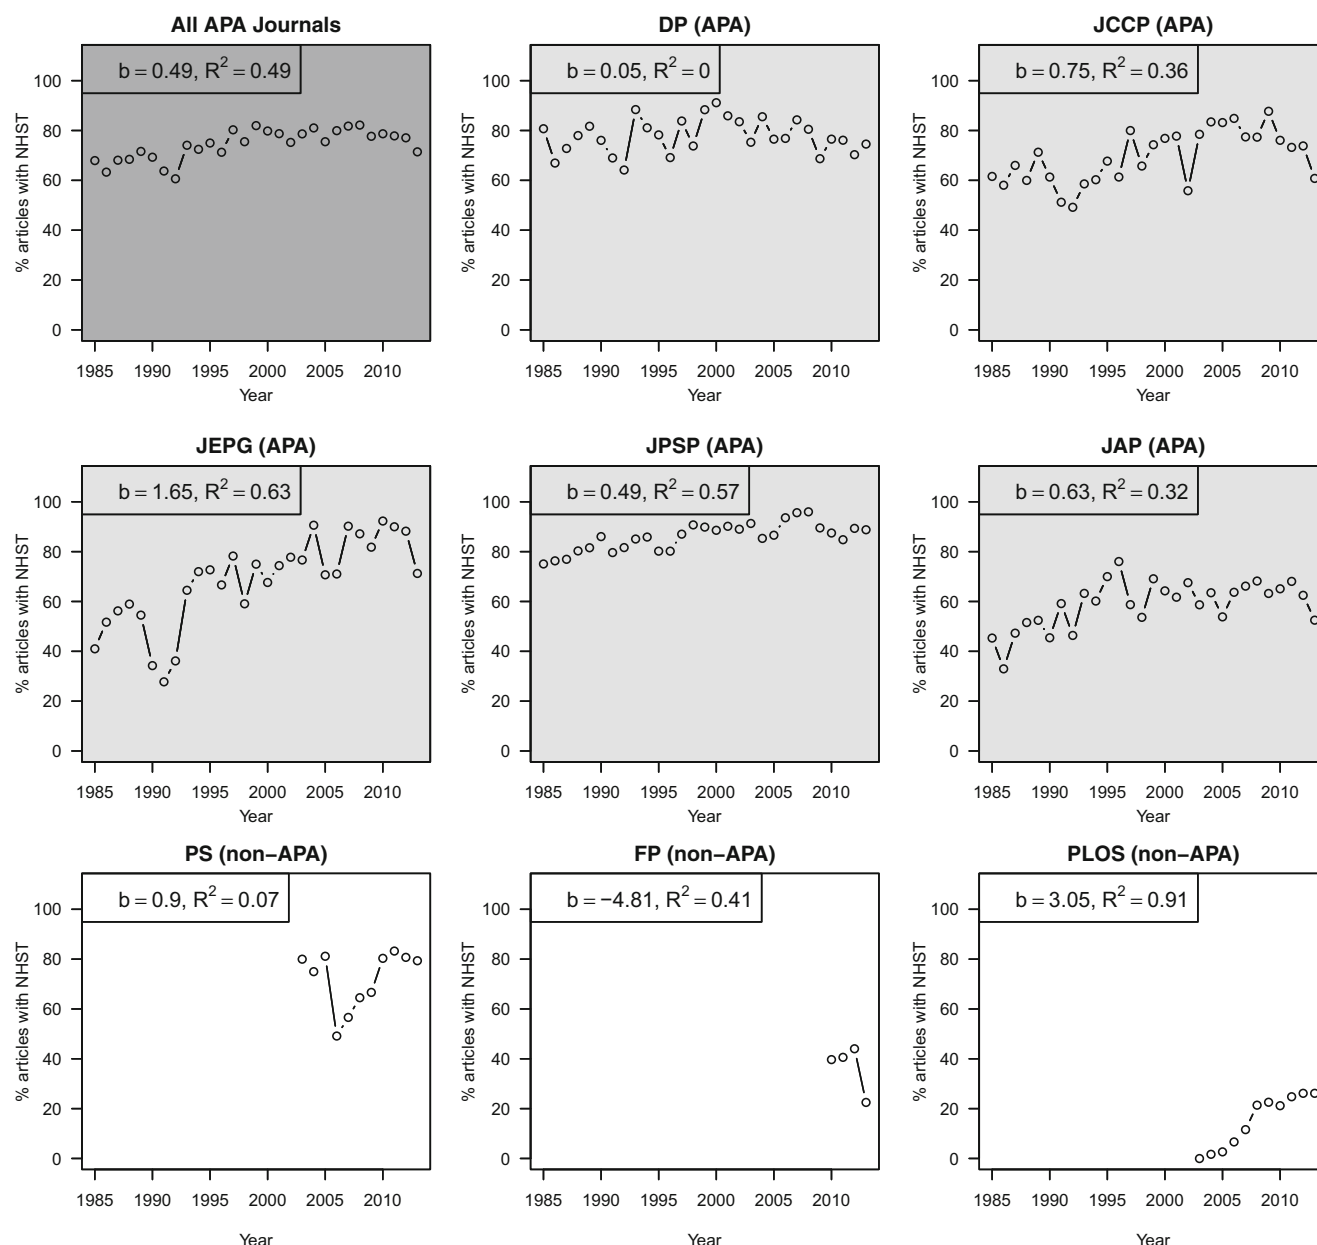 All APA Journals
b = 0.49, R² = 0.49
% articles with NHST
100
80
60
40
20
0
1985 1990 1995 2000 2005 2010
Year
DP (APA)
b = 0.05, R² = 0
% articles with NHST
100
80
60
40
20
0
1985 1990 1995 2000 2005 2010
Year
JCCP (APA)
b = 0.75, R² = 0.36
% articles with NHST
100
80
60
40
20
0
1985 1990 1995 2000 2005 2010
Year
JEPG (APA)
b = 1.65, R² = 0.63
% articles with NHST
100
80
60
40
20
0
1985 1990 1995 2000 2005 2010
Year
JPSP (APA)
b = 0.49, R² = 0.57
% articles with NHST
100
80
60
40
20
0
1985 1990 1995 2000 2005 2010
Year
JAP (APA)
b = 0.63, R² = 0.32
% articles with NHST
100
80
60
40
20
0
1985 1990 1995 2000 2005 2010
Year
PS (non−APA)
b = 0.9, R² = 0.07
% articles with NHST
100
80
60
40
20
0
1985 1990 1995 2000 2005 2010
Year
FP (non−APA)
b = −4.81, R² = 0.41
% articles with NHST
100
80
60
40
20
0
1985 1990 1995 2000 2005 2010
Year
PLOS (non−APA)
b = 3.05, R² = 0.91
% articles with NHST
100
80
60
40
20
0
1985 1990 1995 2000 2005 2010
Year